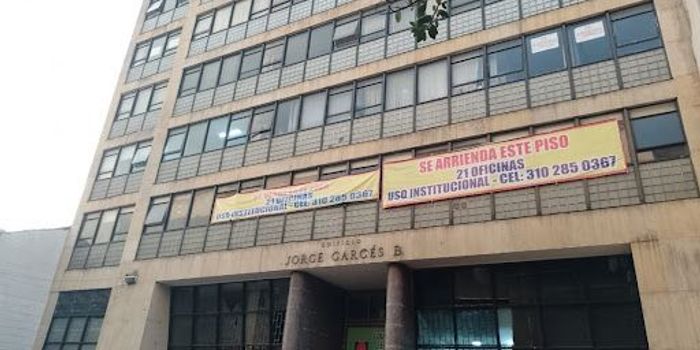 SE ARRIENDA ESTE PISO
21 OFICINAS
USO INSTITUCIONAL - CEL: 310 285 0367
21 OFICINAS
USO INSTITUCIONAL - CEL: 310 285 0367
EDIFICIO
JORGE GARCÉS B.